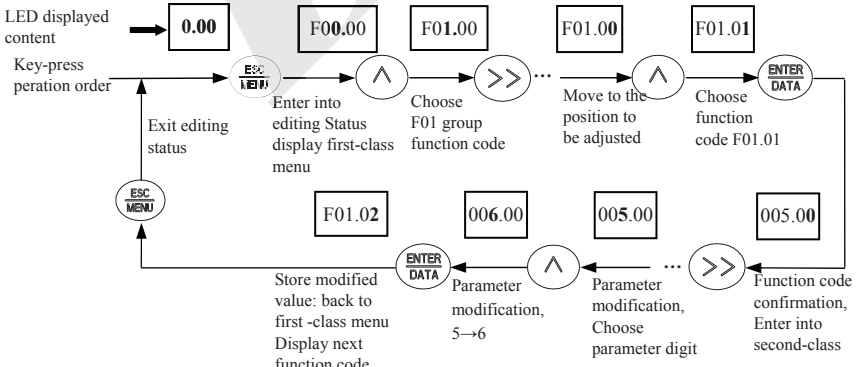 LED displayed
content
0.00
F00.00
F01.00
F01.00
F01.01
Key-press
peration order
ESC
MENU
>>
...
ENTER
DATA
Enter into
editing Status
display first-class
menu
Choose
F01 group
function code
Move to the
position to
be adjusted
Choose
function
code F01.01
Exit editing
status
ESC
MENU
F01.02
006.00
005.00
005.00
ENTER
DATA
...
>>
Store modified
value: back to
first -class menu
Display next
function code
Parameter
modification,
5→6
Parameter
modification,
Choose
parameter digit
Function code
confirmation,
Enter into
second-class